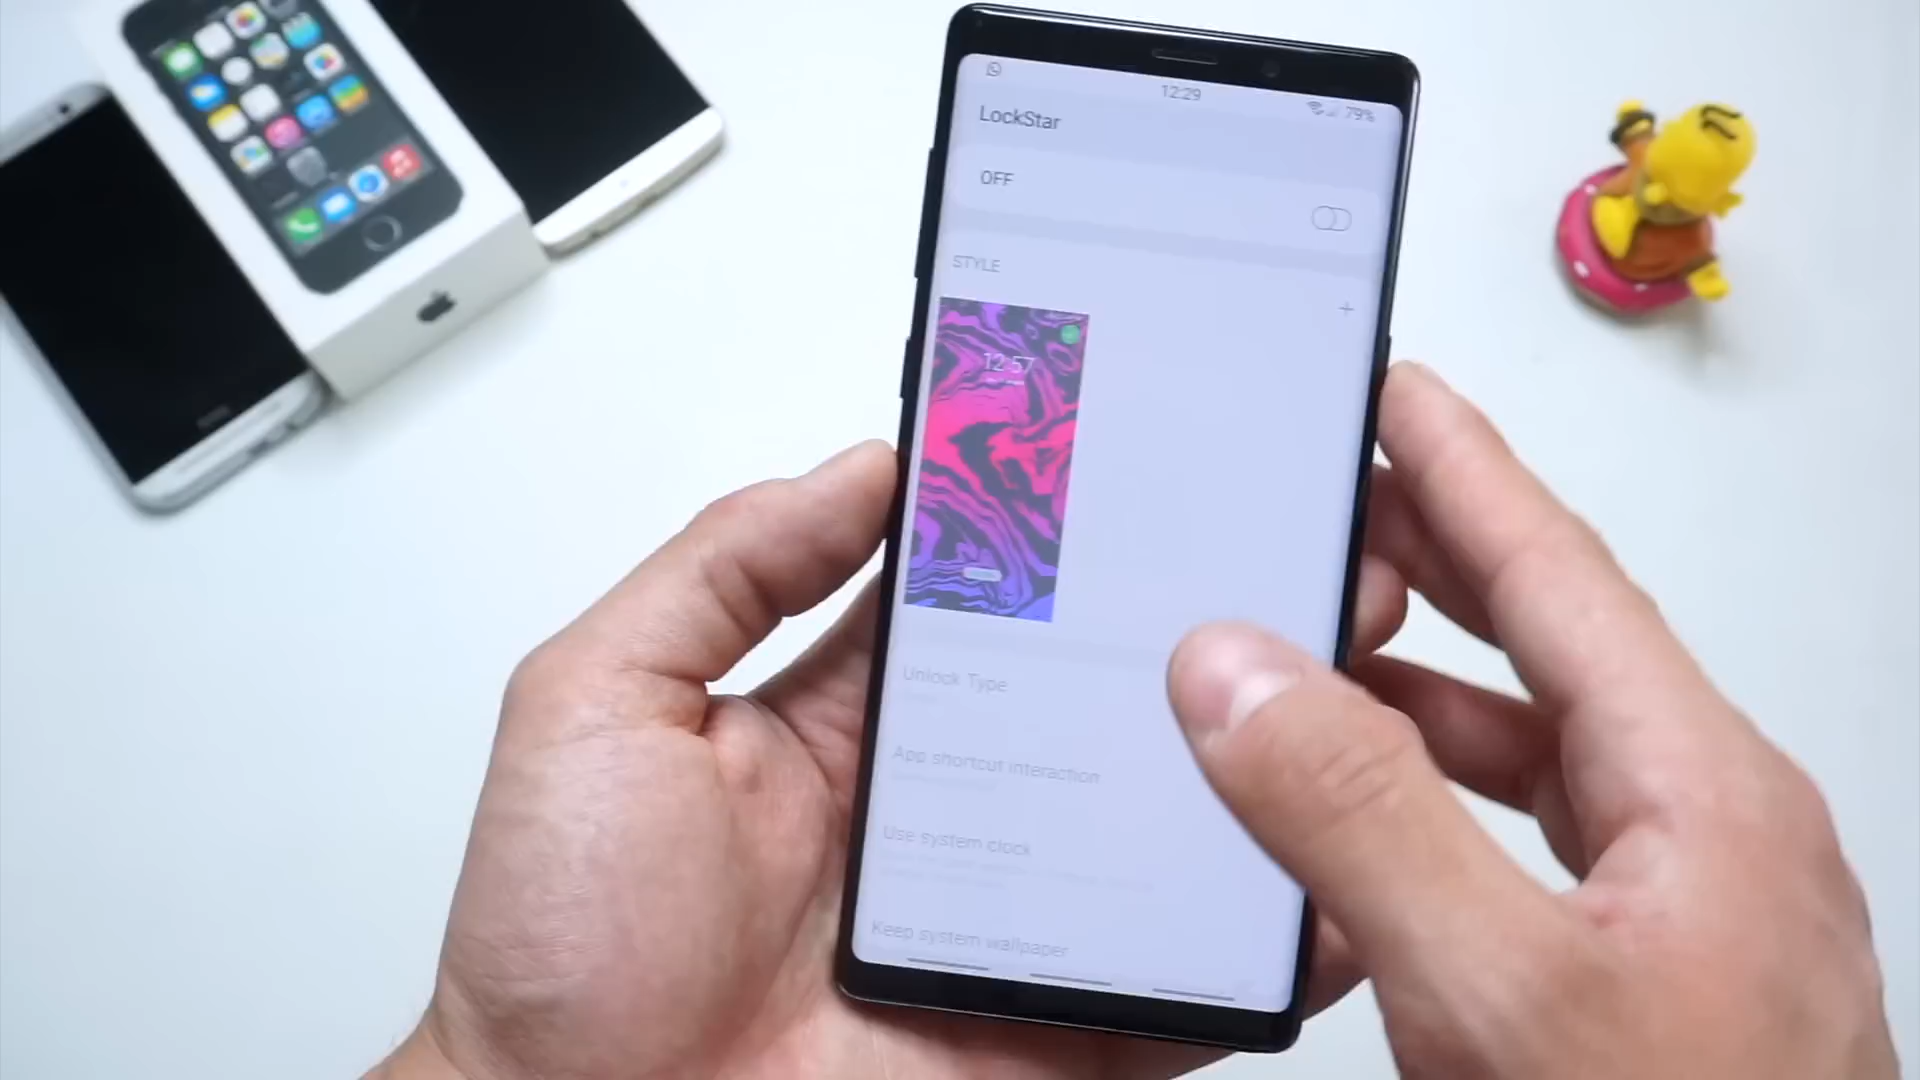 12:29
79%
LockStar
OFF
STYLE
+
12:57
Unlock Type
App shortcut interaction
Use system clock
Keep system wallpaper